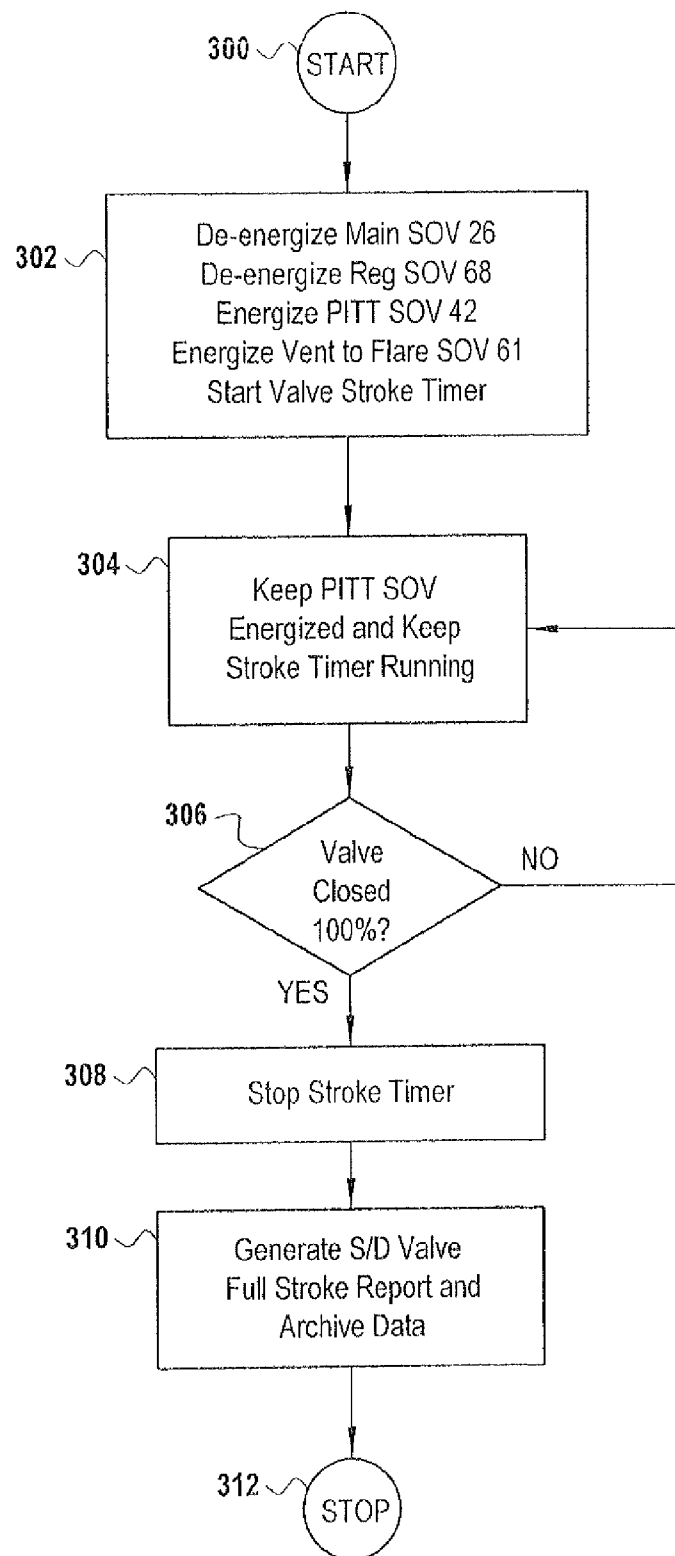 300
START
302
De-energize Main SOV 26
De-energize Reg SOV 68
Energize PITT SOV 42
Energize Vent to Flare SOV 61
Start Valve Stroke Timer
304
Keep PITT SOV
Energized and Keep
Stroke Timer Running
306
Valve
Closed
100%?
NO
YES
308
Stop Stroke Timer
310
Generate S/D Valve
Full Stroke Report and
Archive Data
312
STOP